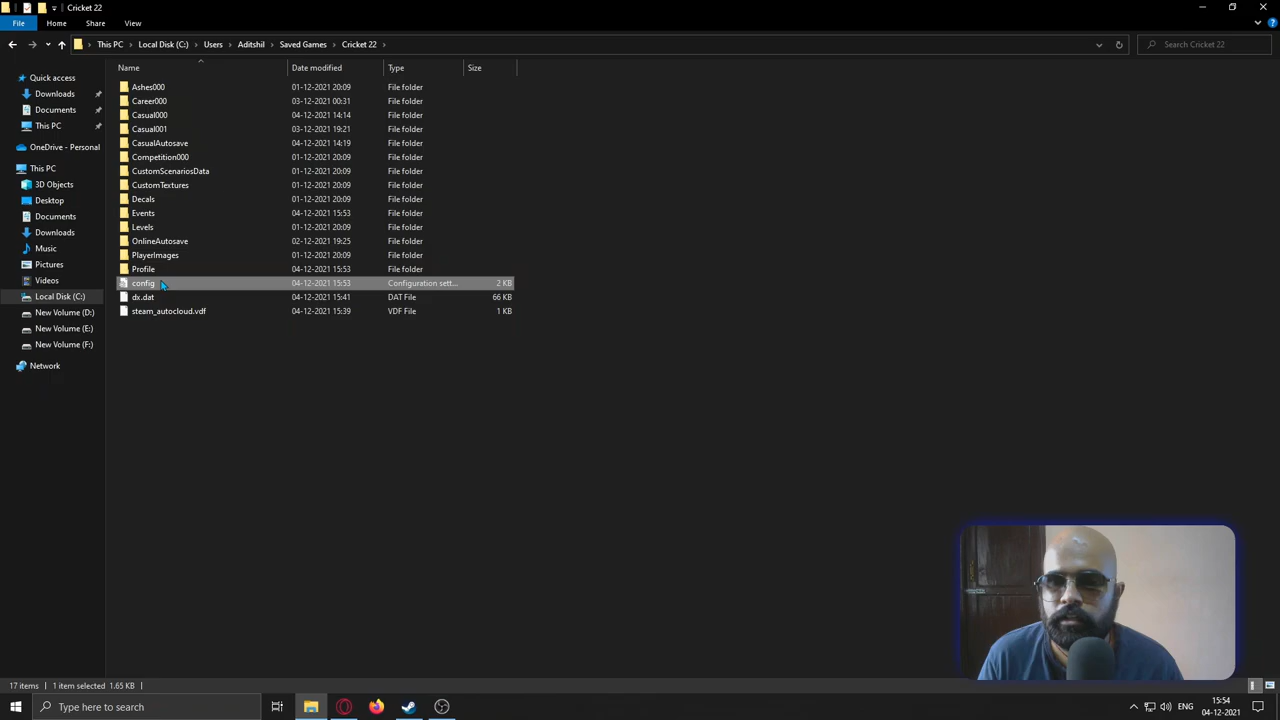 Cricket 22
File Home Share View
This PC Local Disk (C:) Users Aditshil Saved Games Cricket 22 Search Cricket 22
Name Date modified Type Size
Quick access
Downloads
Documents
This PC
OneDrive - Personal
This PC
3D Objects
Desktop
Documents
Downloads
Music
Pictures
Videos
Local Disk (C:)
New Volume (D:)
New Volume (E:)
New Volume (F:)
Network
Ashes000 01-12-2021 20:09 File folder
Career000 03-12-2021 00:31 File folder
Casual000 04-12-2021 14:14 File folder
Casual001 03-12-2021 19:21 File folder
CasualAutosave 04-12-2021 14:19 File folder
Competition000 01-12-2021 20:09 File folder
CustomScenariosData 01-12-2021 20:09 File folder
CustomTextures 01-12-2021 20:09 File folder
Decals 01-12-2021 20:09 File folder
Events 04-12-2021 15:53 File folder
Levels 01-12-2021 20:09 File folder
OnlineAutosave 02-12-2021 19:25 File folder
PlayerImages 01-12-2021 20:09 File folder
Profile 04-12-2021 15:53 File folder
config 04-12-2021 15:53 Configuration sett... 2 KB
dx.dat 04-12-2021 15:41 DAT File 66 KB
steam_autocloud.vdf 04-12-2021 15:39 VDF File 1 KB
17 items 1 item selected 1.65 KB
Type here to search
ENG
15:54
04-12-2021